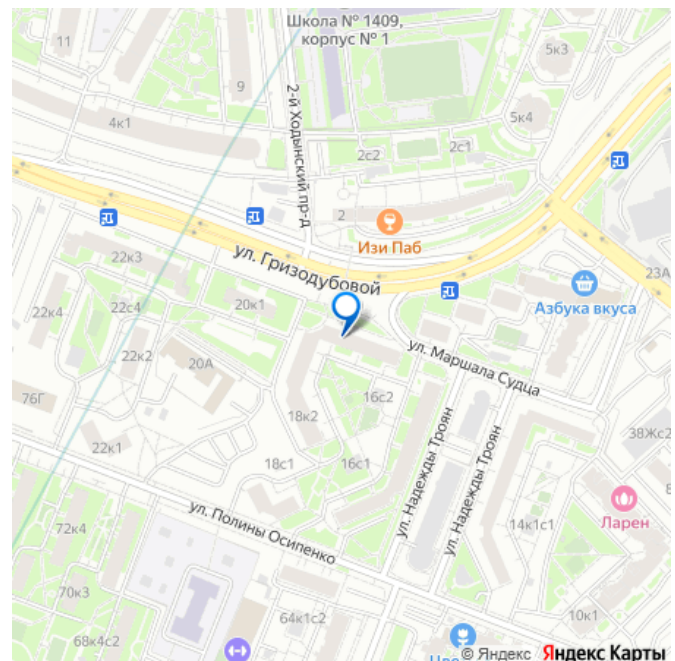 Школа № 1409,
корпус № 1
11
5к3
9
2-й Ходынский пр-д
4к1
5к4
2с2
2с1
2
Изи Паб
ул. Гризодубовой
22к3
23А
22с4
20к1
Азбука вкуса
22к4
22к2
20А
ул. Маршала Судца
76Г
16с2
18к2
ул. Надежды Троян
ул. Надежды Троян
38Жс2
22к1
18с1
16с1
Ларен
ул. Полины Осипенко
14к1с1
72к4
70к3
64к1с2
10к1
68к4с2
© Яндекс Яндекс Карты